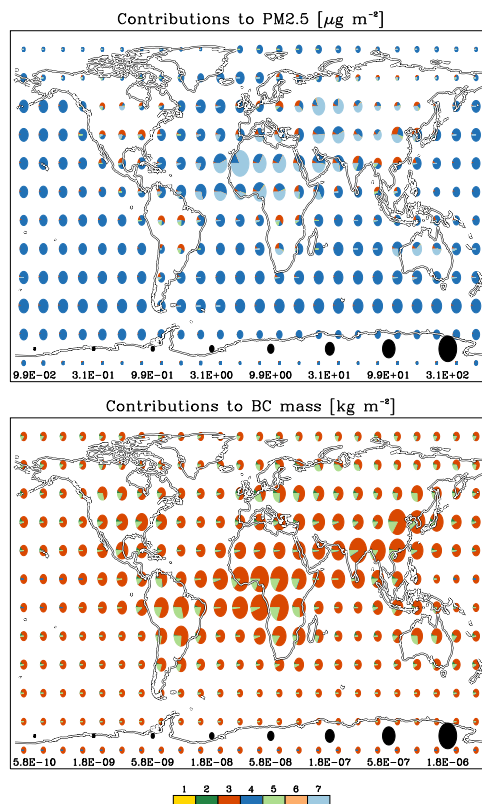 Contributions to PM2.5 [μg m⁻²]
9.9E-02 3.1E-01 9.9E-01 3.1E+00 9.9E+00 3.1E+01 9.9E+01 3.1E+02
Contributions to BC mass [kg m⁻²]
5.8E-10 1.8E-09 5.8E-09 1.8E-08 5.8E-08 1.8E-07 5.8E-07 1.8E-06
1 2 3 4 5 6 7